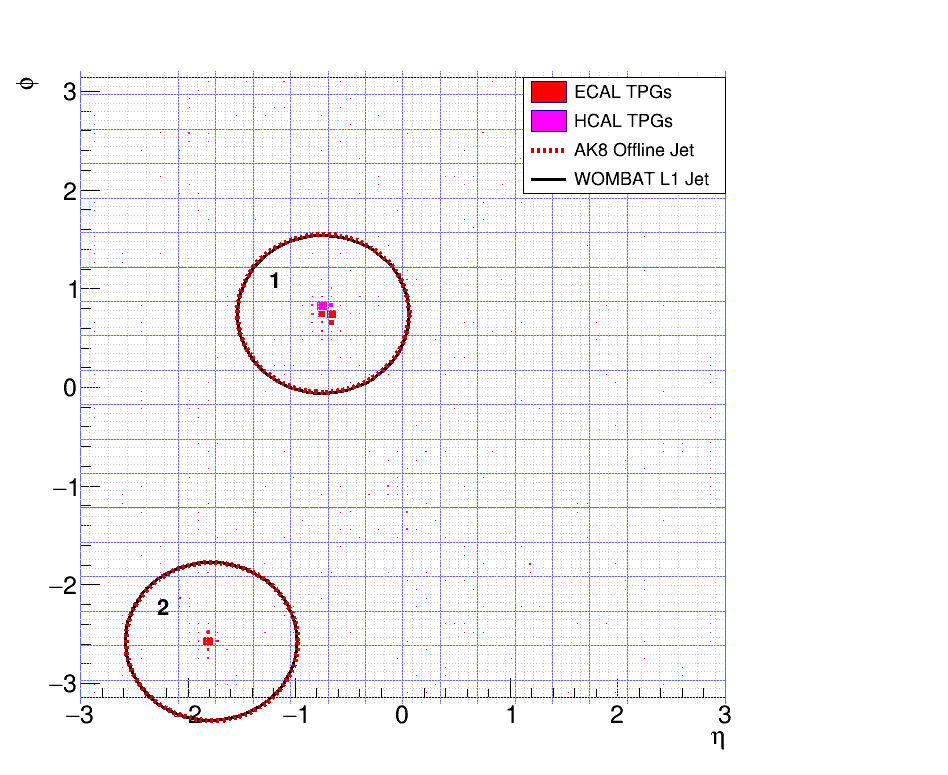 φ
3
2
1
0
−1
−2
−3
ECAL TPGs
HCAL TPGs
AK8 Offline Jet
WOMBAT L1 Jet
1
2
−3 −2 −1 0 1 2 3
η